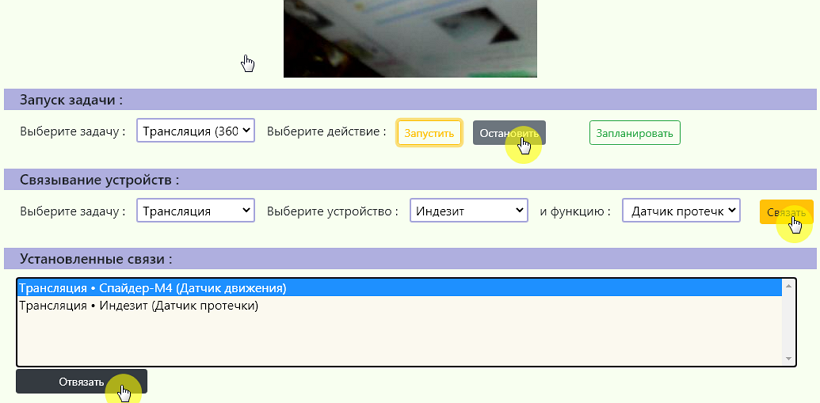 Запуск задачи :
Выберите задачу : Трансляция (360 Выберите действие : Запустить Остановить Запланировать
Связывание устройств :
Выберите задачу : Трансляция Выберите устройство : Индезит и функцию : Датчик протечк Связать
Установленные связи :
Трансляция • Спайдер-М4 (Датчик движения)
Трансляция • Индезит (Датчик протечки)
Отвязать